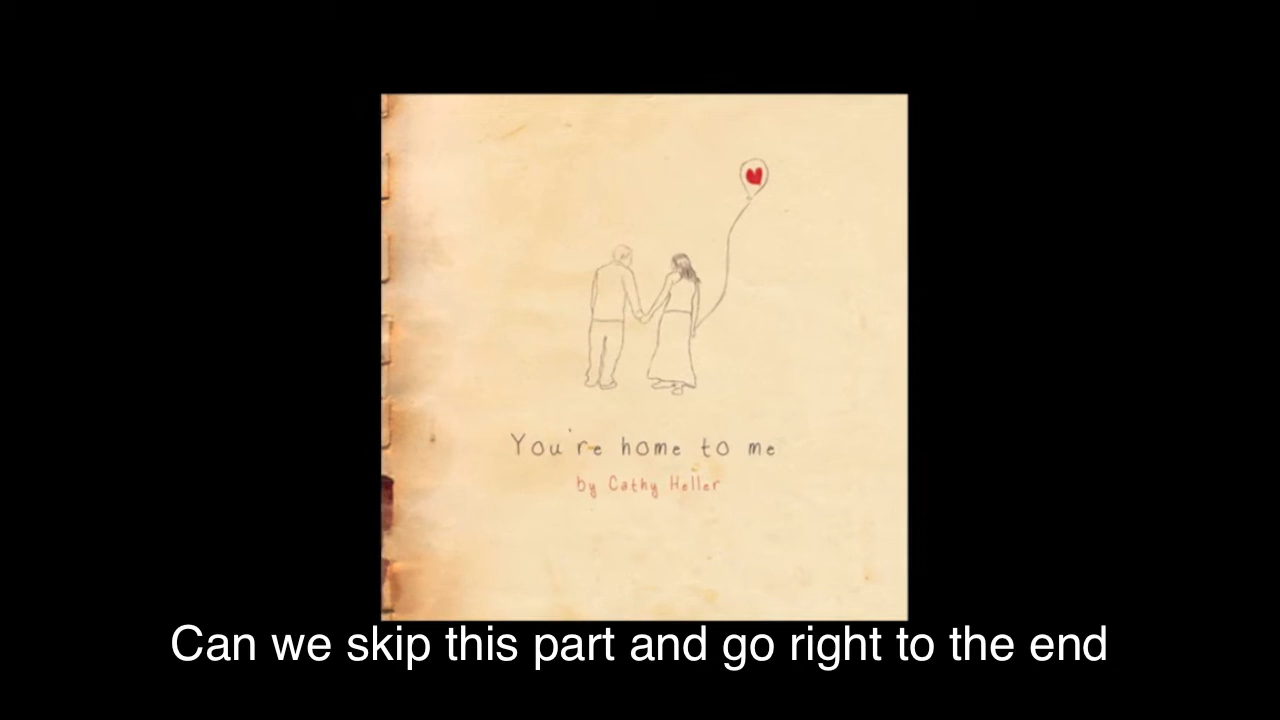 You're home to me
by Cathy Heller
Can we skip this part and go right to the end